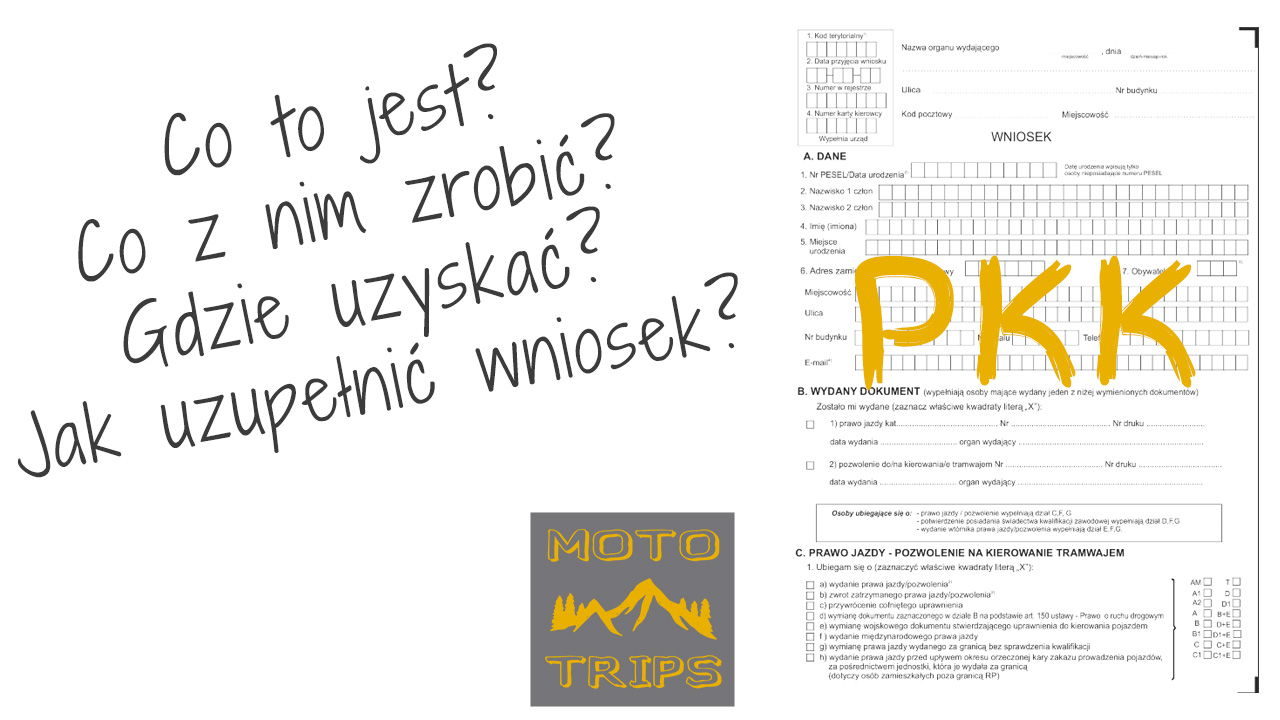 Co to jest?
Co z nim zrobić?
Gdzie uzyskać?
Jak uzupełnić wniosek?
MOTO
TRIPS
1. Kod terytorialny
2. Data przyjęcia wniosku
3. Numer w rejestrze
4. Numer karty kierowcy
Wypełnia urząd
Nazwa organu wydającego , dnia
miejscowość
Ulica Nr budynku
Kod pocztowy Miejscowość
WNIOSEK
A. DANE
1. Nr PESEL/Data urodzenia
Datę urodzenia wpisują tylko
osoby nieposiadające numeru PESEL
2. Nazwisko 1 człon
3. Nazwisko 2 człon
4. Imię (imiona)
5. Miejsce
urodzenia
6. Adres 7.
PKK
Miejscowość
Ulica
Nr budynku
E-mail
B. WYDANY DOKUMENT (wypełniają osoby mające wydany jeden z niżej wymienionych dokumentów)
Zostało mi wydane (zaznacz właściwe kwadraty literą „X"):
1) prawo jazdy kat. Nr Nr druku
data wydania organ wydający
2) pozwolenie do/na kierowania/e tramwajem Nr Nr druku
data wydania organ wydający
Osoby ubiegające się o: - prawo jazdy / pozwolenie wypełniają dział C,F, G
- potwierdzenie posiadania świadectwa kwalifikacji zawodowej wypełniają dział D,F,G
- wydanie wtórnika prawa jazdy/pozwolenia wypełniają dział E,F,G.
C. PRAWO JAZDY - POZWOLENIE NA KIEROWANIE TRAMWAJEM
1. Ubiegam się o (zaznaczyć właściwe kwadraty literą „X"):
a) wydanie prawa jazdy/pozwolenia
b) zwrot zatrzymanego prawa jazdy/pozwolenia
c) przywrócenie cofniętego uprawnienia
d) wymianę dokumentu zaznaczonego w dziale B na podstawie art. 150 ustawy - Prawo o ruchu drogowym
e) wymianę wojskowego dokumentu stwierdzającego uprawnienia do kierowania pojazdem
f ) wydanie międzynarodowego prawa jazdy
g) wymianę prawa jazdy wydanego za granicą bez sprawdzenia kwalifikacji
h) wydanie prawa jazdy przed upływem okresu orzeczonej kary zakazu prowadzenia pojazdów,
za pośrednictwem jednostki, która je wydała za granicą
(dotyczy osób zamieszkałych poza granicą RP)
AM T
A1 D
A2 D1
A B+E
B D+E
B1 D1+E
C C+E
C1 C1+E